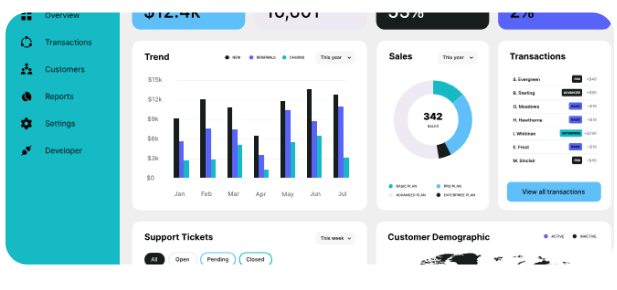 Overview
Transactions
Customers
Reports
Settings
Developer
$12.4k
10,001
53%
2%
Trend
NEW RENEWALS CHURNS
This year
$15k
$12k
$9k
$6k
$3k
$0
Jan Feb Mar Apr May Jun Jul
Sales
This year
342
SALES
BASIC PLAN PRO PLAN
ADVANCED PLAN ENTERPRISE PLAN
Transactions
E. Evergreen
B. Sterling
D. Meadows
H. Hawthorne
I. Whitman
E. Frost
M. Sinclair
View all transactions
Support Tickets
This week
All Open Pending Closed
Customer Demographic
ACTIVE INACTIVE